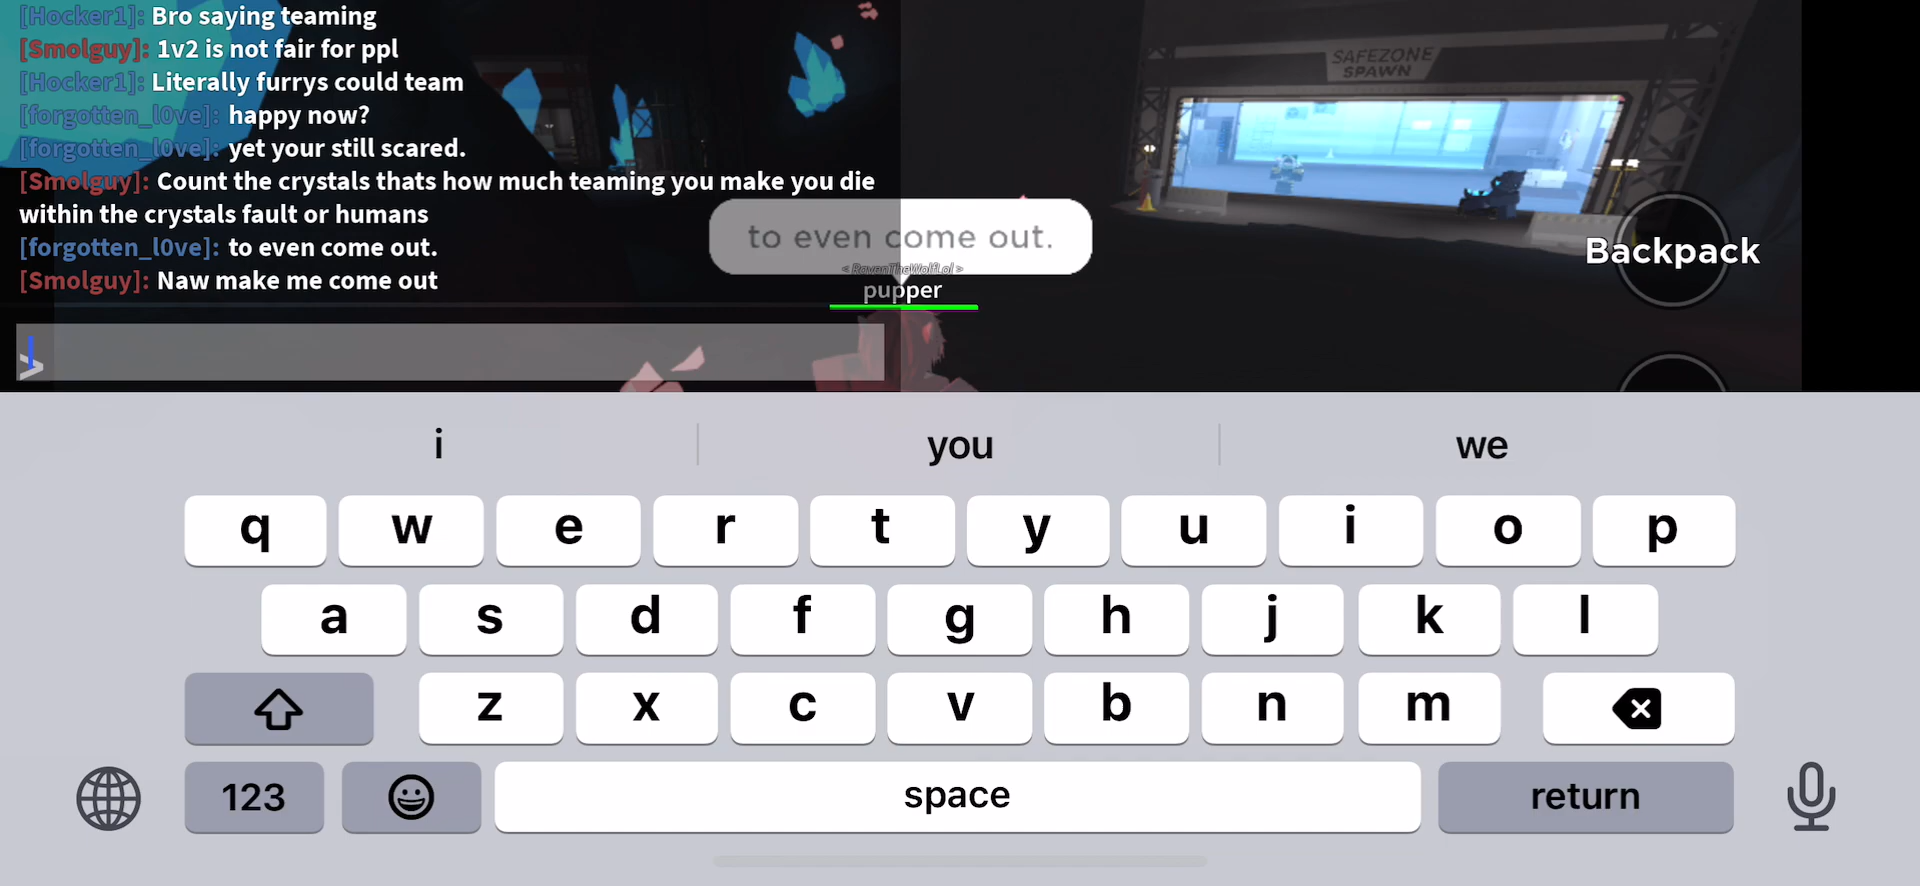 [Hocker1]: Bro saying teaming
[Smolguy]: 1v2 is not fair for ppl
[Hocker1]: Literally furrys could team
[forgotten_l0ve]: happy now?
[forgotten_l0ve]: yet your still scared.
[Smolguy]: Count the crystals thats how much teaming you make you die
within the crystals fault or humans
[forgotten_l0ve]: to even come out.
[Smolguy]: Naw make me come out
>
SAFEZONE
SPAWN
to even come out.
<RavenTheWolfLol>
pupper
Backpack
i you we
q w e r t y u i o p
a s d f g h j k l
z x c v b n m
123 space return